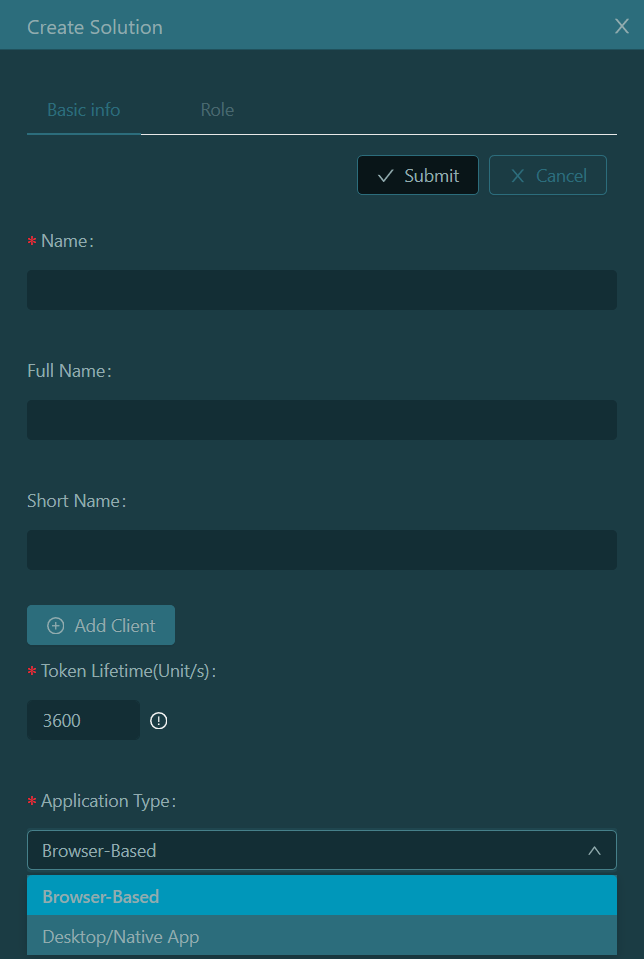 Create Solution
Basic info Role
Submit Cancel
* Name:
Full Name:
Short Name:
Add Client
* Token Lifetime(Unit/s):
3600
* Application Type:
Browser-Based
Browser-Based
Desktop/Native App